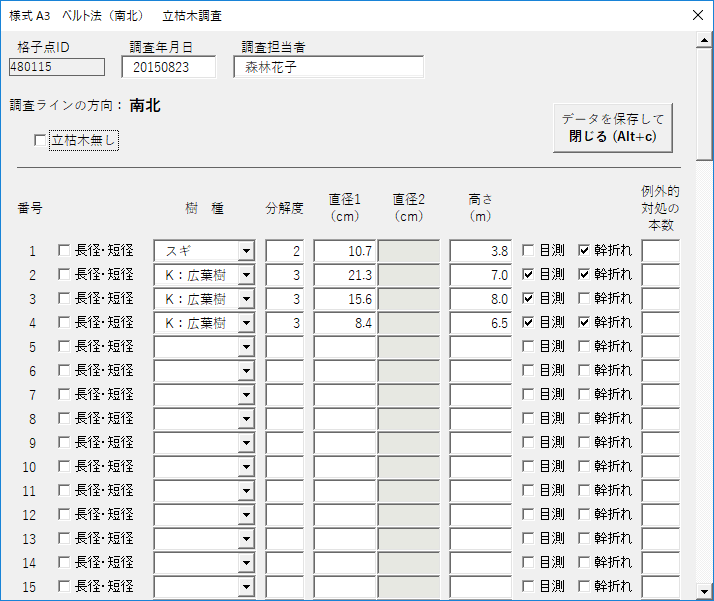 様式 A3　ベルト法（南北）　立枯木調査
格子点ID 調査年月日 調査担当者
480115 20150823 森林花子
調査ラインの方向： 南北
立枯木無し
データを保存して
閉じる (Alt+c)
番号 樹　種 分解度 直径1 (cm) 直径2 (cm) 高さ (m) 例外的対処の本数
1 長径・短径 スギ 2 10.7 3.8 目測 幹折れ
2 長径・短径 K：広葉樹 3 21.3 7.0 目測 幹折れ
3 長径・短径 K：広葉樹 3 15.6 8.0 目測 幹折れ
4 長径・短径 K：広葉樹 3 8.4 6.5 目測 幹折れ
5 長径・短径 目測 幹折れ
6 長径・短径 目測 幹折れ
7 長径・短径 目測 幹折れ
8 長径・短径 目測 幹折れ
9 長径・短径 目測 幹折れ
10 長径・短径 目測 幹折れ
11 長径・短径 目測 幹折れ
12 長径・短径 目測 幹折れ
13 長径・短径 目測 幹折れ
14 長径・短径 目測 幹折れ
15 長径・短径 目測 幹折れ